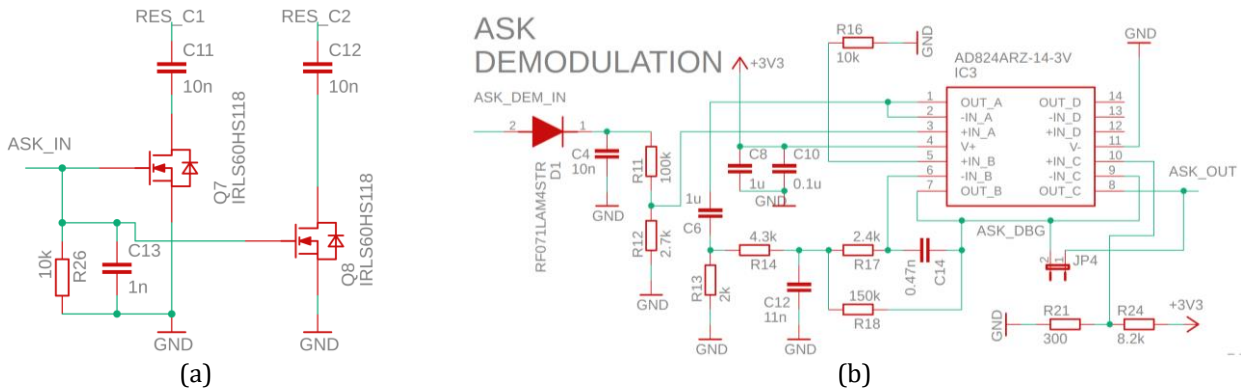 RES_C1
RES_C2
C11
10n
C12
10n
ASK_IN
Q7
IRLS60HS118
Q8
IRLS60HS118
10k
R26
C13
1n
GND
GND
(a)
ASK
DEMODULATION
ASK_DEM_IN
2
1
D1
RF071LAM4STR
C4
10n
GND
R11
100k
R12
2.7k
GND
+3V3
C8
1u
C10
0.1u
GND
R16
10k
GND
GND
AD824ARZ-14-3V
IC3
1 OUT_A OUT_D 14
2 -IN_A -IN_D 13
3 +IN_A +IN_D 12
4 V+ V- 11
5 +IN_B +IN_C 10
6 -IN_B -IN_C 9
7 OUT_B OUT_C 8
ASK_OUT
1u
C6
R13
2k
GND
4.3k
R14
C12
11n
GND
2.4k
R17
0.47n
C14
150k
R18
ASK_DBG
2
1
JP4
GND
R21
300
R24
8.2k
+3V3
(b)